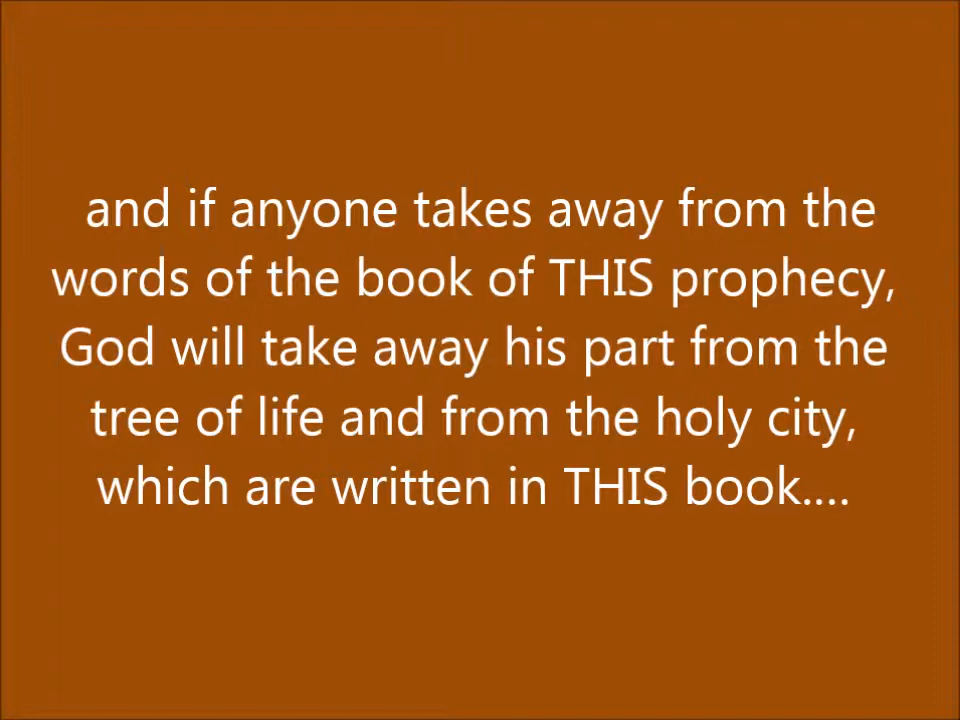 and if anyone takes away from the
words of the book of THIS prophecy,
God will take away his part from the
tree of life and from the holy city,
which are written in THIS book....